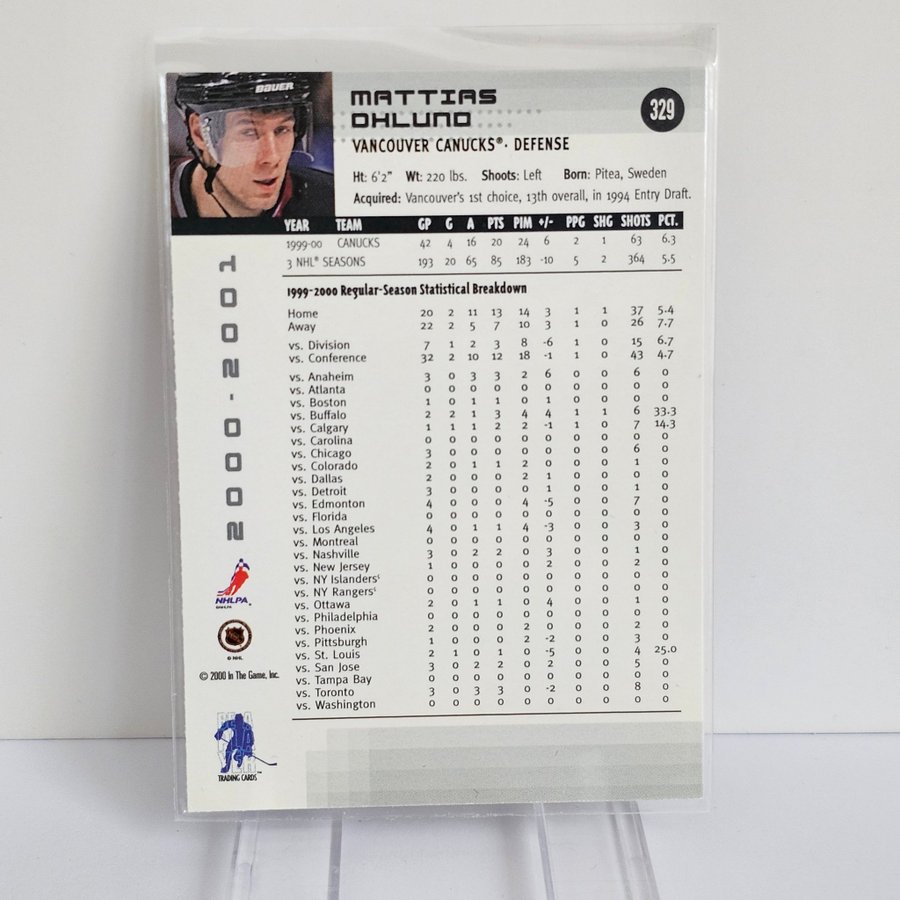 BAUER
MATTIAS
OHLUND
329
VANCOUVER CANUCKS®· DEFENSE
Ht: 6'2" Wt: 220 lbs. Shoots: Left Born: Pitea, Sweden
Acquired: Vancouver's 1st choice, 13th overall, in 1994 Entry Draft.
YEAR TEAM GP G A PTS PIM +/- PPG SHG SHOTS PCT.
1999-00 CANUCKS 42 4 16 20 24 6 2 1 63 6.3
3 NHL® SEASONS 193 20 65 85 183 -10 5 2 364 5.5
1999-2000 Regular-Season Statistical Breakdown
Home 20 2 11 13 14 3 1 1 37 5.4
Away 22 2 5 7 10 3 1 0 26 7.7
vs. Division 7 1 2 3 8 -6 1 0 15 6.7
vs. Conference 32 2 10 12 18 -1 1 0 43 4.7
vs. Anaheim 3 0 3 3 2 6 0 0 6 0
vs. Atlanta 0 0 0 0 0 0 0 0 0 0
vs. Boston 1 0 1 1 0 1 0 0 0 0
vs. Buffalo 2 2 1 3 4 4 1 1 6 33.3
vs. Calgary 1 1 1 2 2 -1 1 0 7 14.3
vs. Carolina 0 0 0 0 0 0 0 0 0 0
vs. Chicago 3 0 0 0 0 0 0 0 6 0
vs. Colorado 2 0 1 1 2 0 0 0 1 0
vs. Dallas 2 0 0 0 2 1 0 0 0 0
vs. Detroit 3 0 0 0 0 1 0 0 1 0
vs. Edmonton 4 0 0 0 4 -5 0 0 7 0
vs. Florida 0 0 0 0 0 0 0 0 0 0
vs. Los Angeles 4 0 1 1 4 -3 0 0 3 0
vs. Montreal 0 0 0 0 0 0 0 0 0 0
vs. Nashville 3 0 2 2 0 3 0 0 1 0
vs. New Jersey 1 0 0 0 0 2 0 0 2 0
vs. NY Islanders 0 0 0 0 0 0 0 0 0 0
vs. NY Rangers 0 0 0 0 0 0 0 0 0 0
vs. Ottawa 2 0 1 1 0 4 0 0 1 0
vs. Philadelphia 0 0 0 0 0 0 0 0 0 0
vs. Phoenix 2 0 0 0 2 0 0 0 2 0
vs. Pittsburgh 1 0 0 0 2 -2 0 0 3 0
vs. St. Louis 2 1 0 1 0 -5 0 0 4 25.0
vs. San Jose 3 0 2 2 0 2 0 0 5 0
vs. Tampa Bay 0 0 0 0 0 0 0 0 0 0
vs. Toronto 3 0 3 3 0 -2 0 0 8 0
vs. Washington 0 0 0 0 0 0 0 0 0 0
2000-2001
NHLPA
©NHLPA
© NHL
© 2000 In The Game, Inc.
TRADING CARDS™